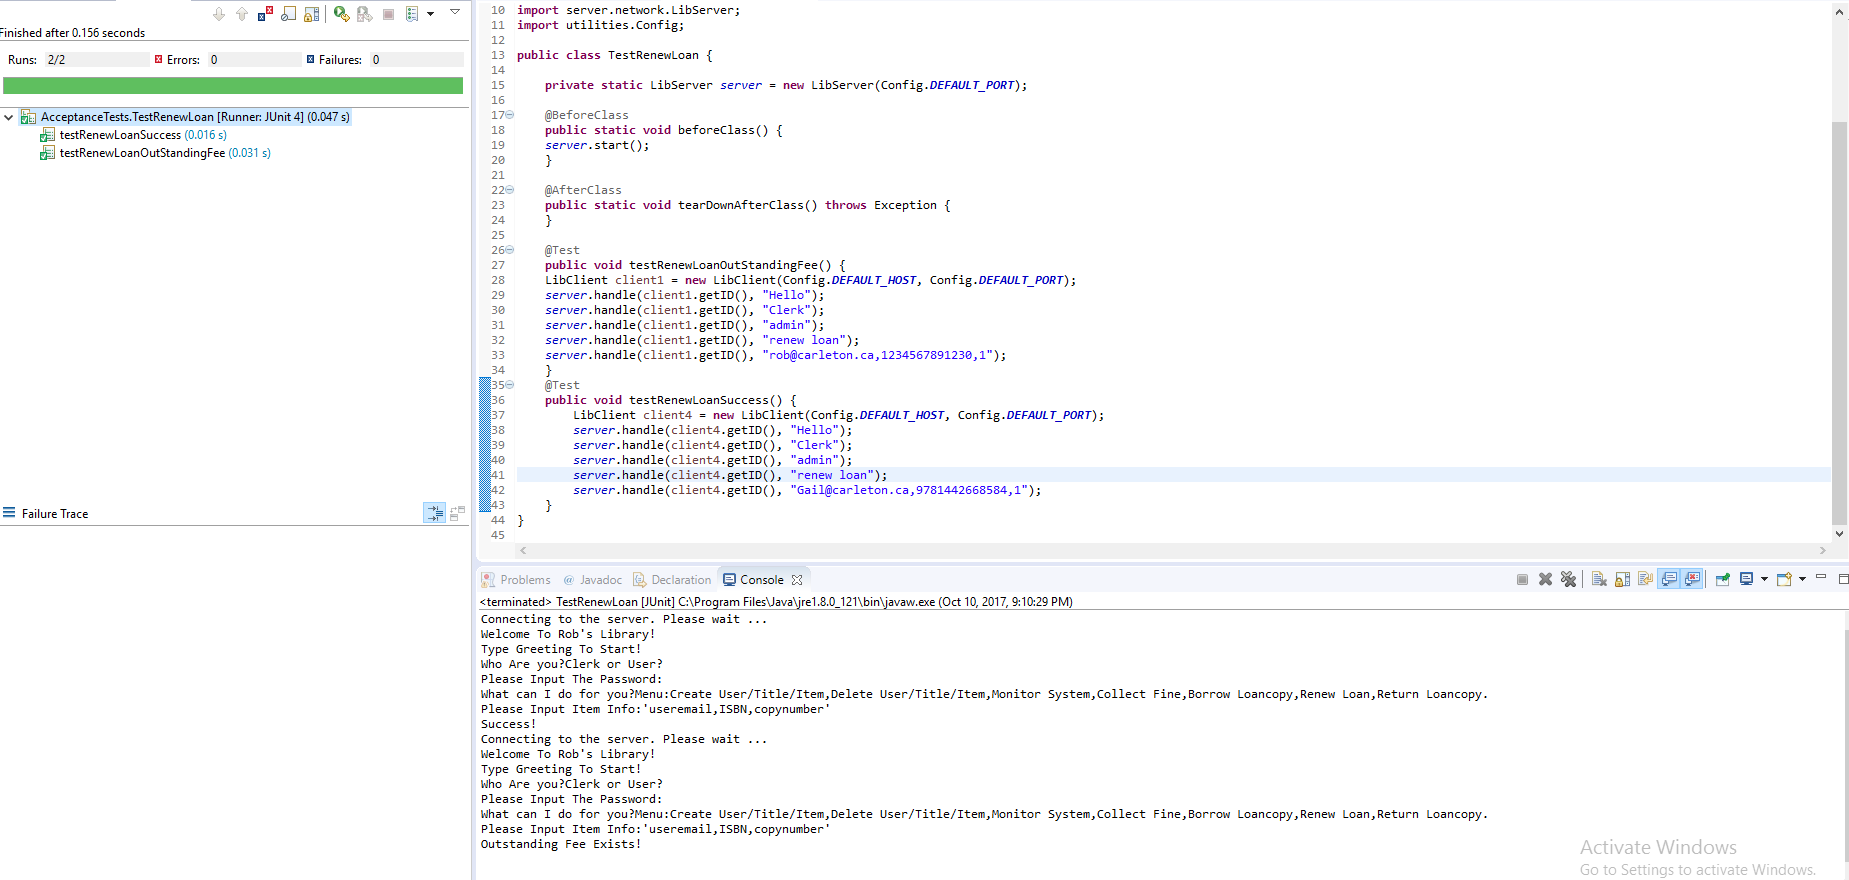 Finished after 0.156 seconds
Runs: 2/2 Errors: 0 Failures: 0
AcceptanceTests.TestRenewLoan [Runner: JUnit 4] (0.047 s)
testRenewLoanSuccess (0.016 s)
testRenewLoanOutStandingFee (0.031 s)
Failure Trace
10 import server.network.LibServer;
11 import utilities.Config;
12
13 public class TestRenewLoan {
14
15 private static LibServer server = new LibServer(Config.DEFAULT_PORT);
16
17 @BeforeClass
18 public static void beforeClass() {
19 server.start();
20 }
21
22 @AfterClass
23 public static void tearDownAfterClass() throws Exception {
24 }
25
26 @Test
27 public void testRenewLoanOutStandingFee() {
28 LibClient client1 = new LibClient(Config.DEFAULT_HOST, Config.DEFAULT_PORT);
29 server.handle(client1.getID(), "Hello");
30 server.handle(client1.getID(), "Clerk");
31 server.handle(client1.getID(), "admin");
32 server.handle(client1.getID(), "renew loan");
33 server.handle(client1.getID(), "rob@carleton.ca,1234567891230,1");
34 }
35 @Test
36 public void testRenewLoanSuccess() {
37 LibClient client4 = new LibClient(Config.DEFAULT_HOST, Config.DEFAULT_PORT);
38 server.handle(client4.getID(), "Hello");
39 server.handle(client4.getID(), "Clerk");
40 server.handle(client4.getID(), "admin");
41 server.handle(client4.getID(), "renew loan");
42 server.handle(client4.getID(), "Gail@carleton.ca,9781442668584,1");
43 }
44 }
45
Problems @ Javadoc Declaration Console
<terminated> TestRenewLoan [JUnit] C:\Program Files\Java\jre1.8.0_121\bin\javaw.exe (Oct 10, 2017, 9:10:29 PM)
Connecting to the server. Please wait ...
Welcome To Rob's Library!
Type Greeting To Start!
Who Are you?Clerk or User?
Please Input The Password:
What can I do for you?Menu:Create User/Title/Item,Delete User/Title/Item,Monitor System,Collect Fine,Borrow Loancopy,Renew Loan,Return Loancopy.
Please Input Item Info:'useremail,ISBN,copynumber'
Success!
Connecting to the server. Please wait ...
Welcome To Rob's Library!
Type Greeting To Start!
Who Are you?Clerk or User?
Please Input The Password:
What can I do for you?Menu:Create User/Title/Item,Delete User/Title/Item,Monitor System,Collect Fine,Borrow Loancopy,Renew Loan,Return Loancopy.
Please Input Item Info:'useremail,ISBN,copynumber'
Outstanding Fee Exists!
Activate Windows
Go to Settings to activate Windows.